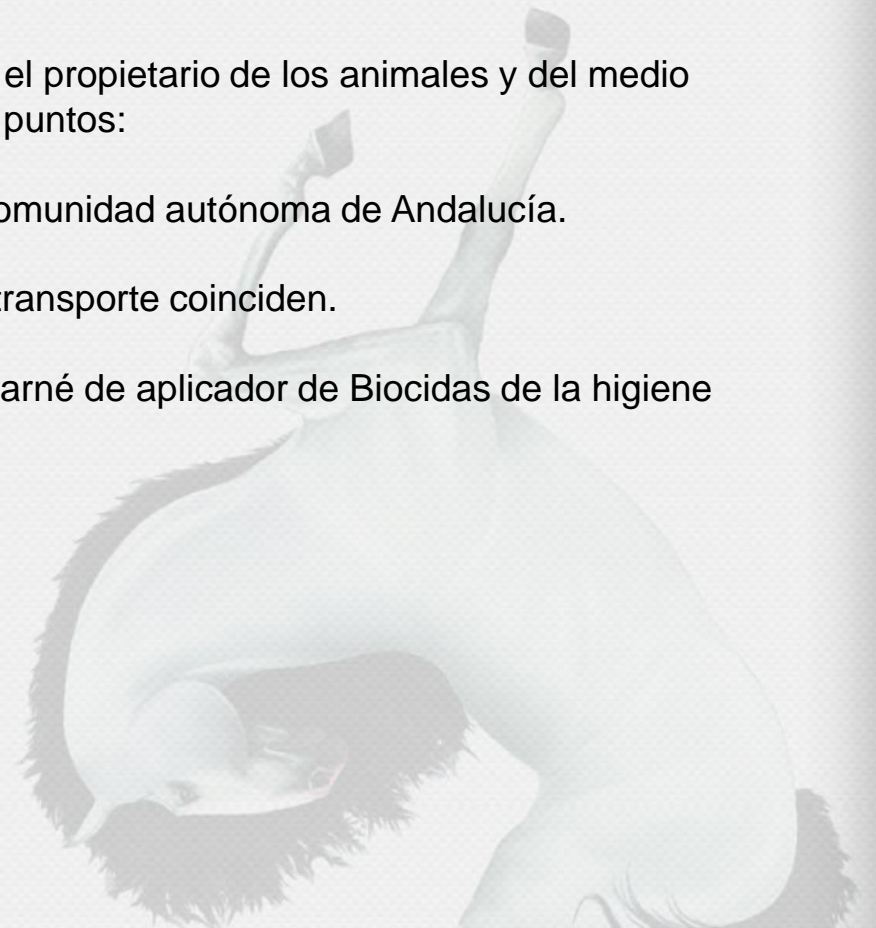 el propietario de los animales y del medio
puntos:
omunidad autónoma de Andalucía.
transporte coinciden.
arné de aplicador de Biocidas de la higiene